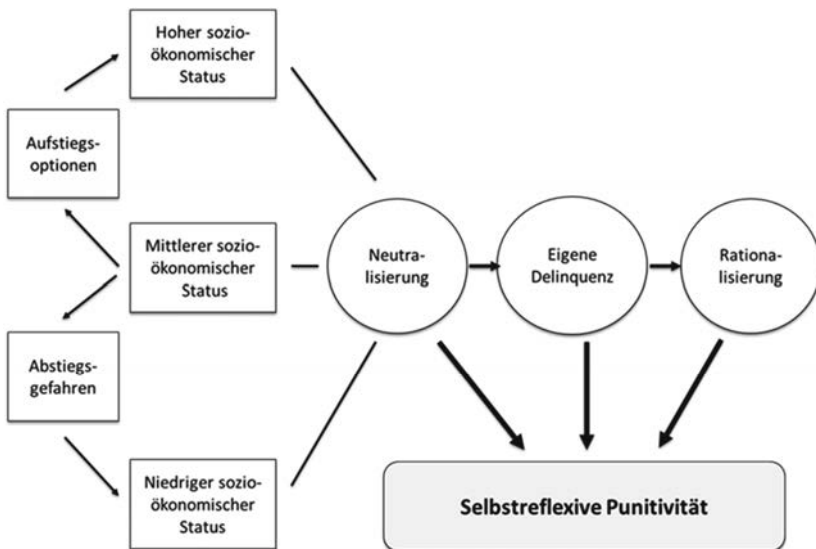 Hoher sozio-
ökonomischer
Status
Aufstiegs-
optionen
Mittlerer sozio-
ökonomischer
Status
Abstiegs-
gefahren
Niedriger sozio-
ökonomischer
Status
Neutra-
lisierung
Eigene
Delinquenz
Rationa-
lisierung
Selbstreflexive Punitivität